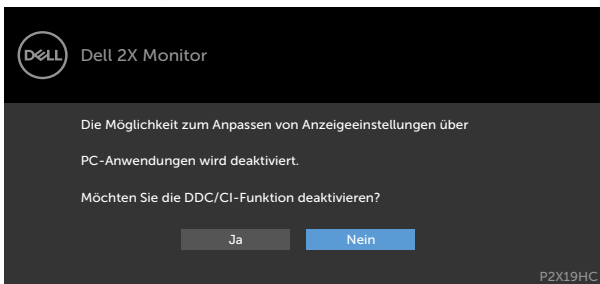 DELL
Dell 2X Monitor
Die Möglichkeit zum Anpassen von Anzeigeeinstellungen über
PC-Anwendungen wird deaktiviert.
Möchten Sie die DDC/CI-Funktion deaktivieren?
Ja
Nein
P2X19HC